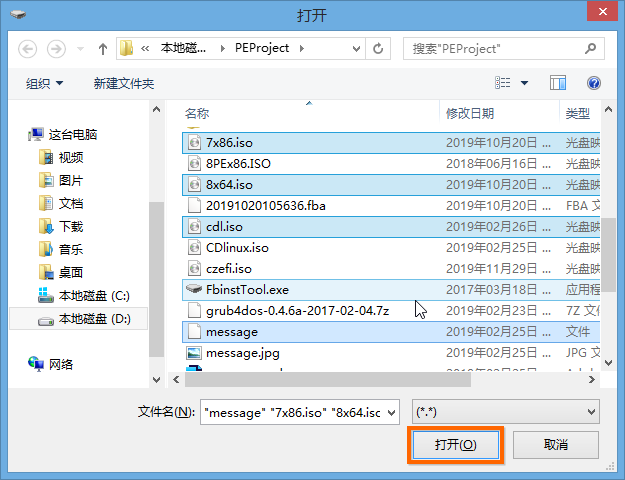 打开
本地磁... PEProject
搜索"PEProject"
组织 新建文件夹
名称 修改日期 类型
这台电脑
视频
图片
文档
下载
音乐
桌面
本地磁盘 (C:)
本地磁盘 (D:)
网络
7x86.iso 2019年10月20日 ... 光盘映
8PEx86.ISO 2018年06月16日 ... 光盘映
8x64.iso 2019年10月20日 ... 光盘映
20191020105636.fba 2019年10月20日 ... FBA 文
cdl.iso 2019年02月26日 ... 光盘映
CDlinux.iso 2019年02月25日 ... 光盘映
czefi.iso 2019年11月29日 ... 光盘映
FbinstTool.exe 2017年03月18日 ... 应用程
grub4dos-0.4.6a-2017-02-04.7z 2019年02月23日 ... 7Z 文
message 2019年02月25日 ... 文件
message.jpg 2019年02月25日 ... JPG 文
文件名(N): "message" "7x86.iso" "8x64.isc (*.*)
打开(O) 取消